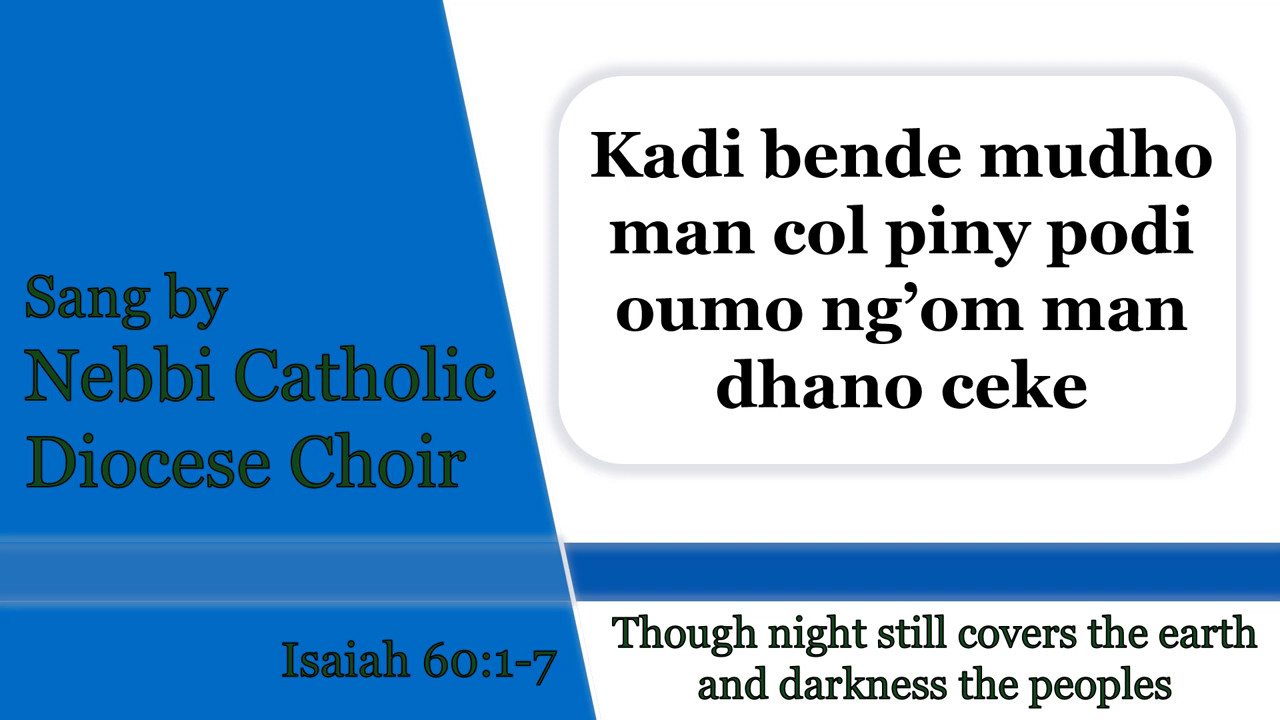 Sang by
Nebbi Catholic
Diocese Choir
Isaiah 60:1-7
Kadi bende mudho
man col piny podi
oumo ng’om man
dhano ceke
Though night still covers the earth
and darkness the peoples